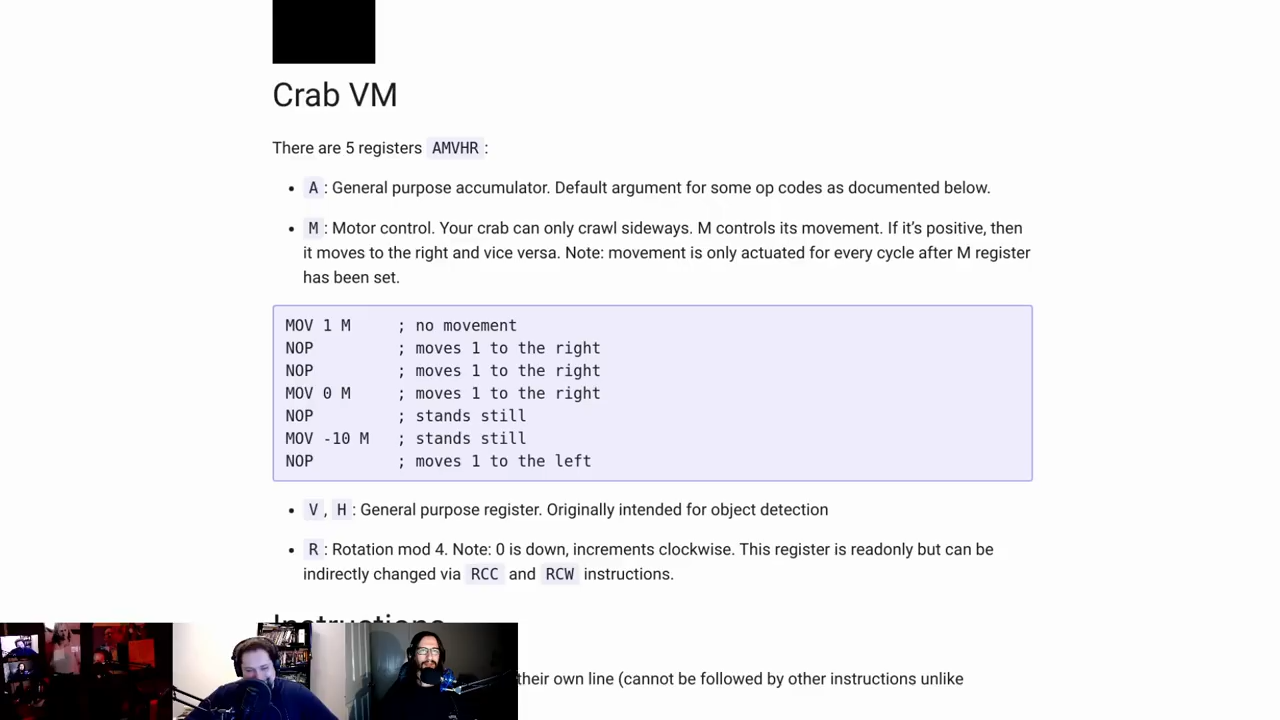 Crab VM
There are 5 registers AMVHR:
• A: General purpose accumulator. Default argument for some op codes as documented below.
• M: Motor control. Your crab can only crawl sideways. M controls its movement. If it’s positive, then
it moves to the right and vice versa. Note: movement is only actuated for every cycle after M register
has been set.
MOV 1 M     ; no movement
NOP         ; moves 1 to the right
NOP         ; moves 1 to the right
MOV 0 M     ; moves 1 to the right
NOP         ; stands still
MOV -10 M   ; stands still
NOP         ; moves 1 to the left
• V, H: General purpose register. Originally intended for object detection
• R: Rotation mod 4. Note: 0 is down, increments clockwise. This register is readonly but can be
indirectly changed via RCC and RCW instructions.
Instructions
their own line (cannot be followed by other instructions unlike